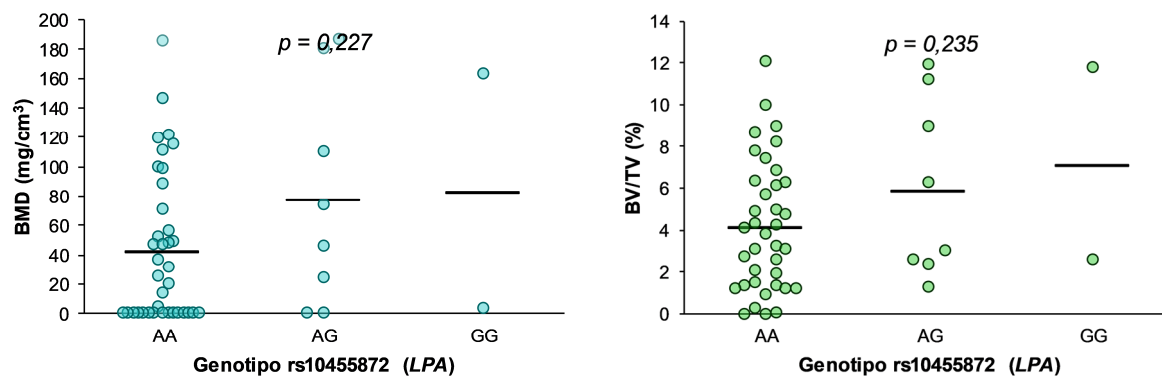 p = 0,227
BMD (mg/cm³)
200
180
160
140
120
100
80
60
40
20
0
AA AG GG
Genotipo rs10455872 (LPA)
p = 0,235
BV/TV (%)
14
12
10
8
6
4
2
0
AA AG GG
Genotipo rs10455872 (LPA)